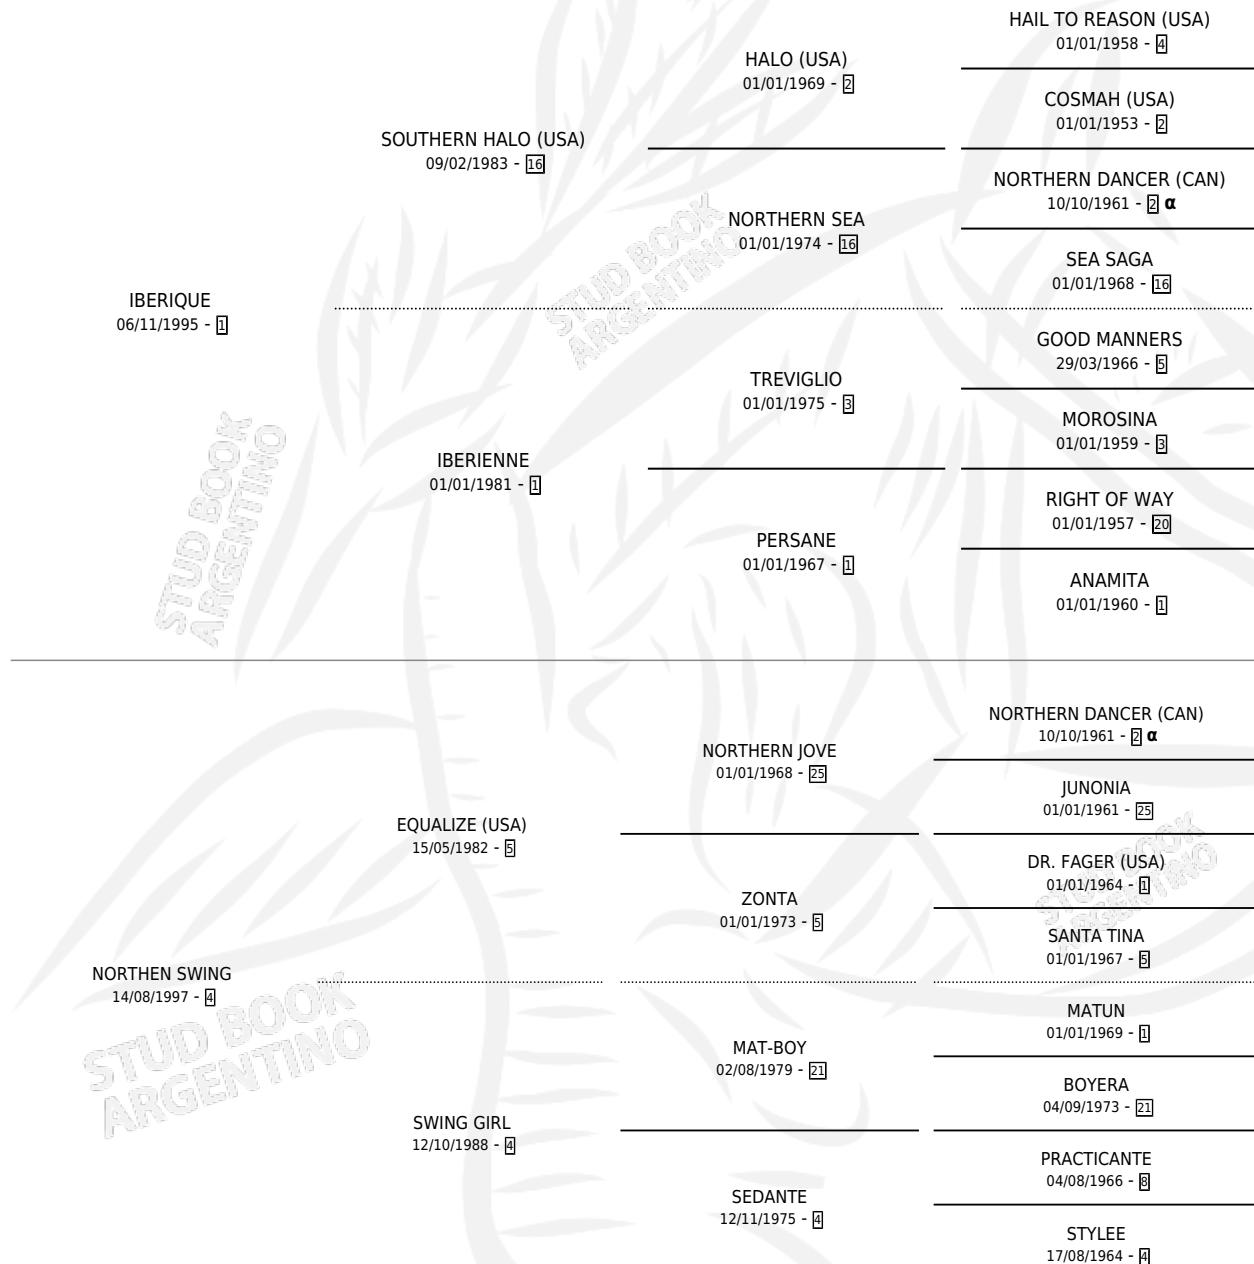 HAIL TO REASON (USA)
01/01/1958 - 4
HALO (USA)
01/01/1969 - 2
COSMAH (USA)
01/01/1953 - 2
SOUTHERN HALO (USA)
09/02/1983 - 16
NORTHERN DANCER (CAN)
10/10/1961 - 2 α
NORTHERN SEA
01/01/1974 - 16
SEA SAGA
01/01/1968 - 16
IBERIQUE
06/11/1995 - 1
STUD BOOK
ARGENTINO
GOOD MANNERS
29/03/1966 - 5
TREVIGLIO
01/01/1975 - 3
MOROSINA
01/01/1959 - 3
IBERIENNE
01/01/1981 - 1
RIGHT OF WAY
01/01/1957 - 20
PERSANE
01/01/1967 - 1
ANAMITA
01/01/1960 - 1
STUD BOOK
ARGENTINO
NORTHERN DANCER (CAN)
10/10/1961 - 2 α
NORTHERN JOVE
01/01/1968 - 25
JUNONIA
01/01/1961 - 25
EQUALIZE (USA)
15/05/1982 - 5
DR. FAGER (USA)
01/01/1964 - 1
ZONTA
01/01/1973 - 5
SANTA TINA
01/01/1967 - 5
STUD BOOK
ARGENTINO
NORTHEN SWING
14/08/1997 - 4
STUD BOOK
ARGENTINO
MATUN
01/01/1969 - 1
MAT-BOY
02/08/1979 - 21
BOYERA
04/09/1973 - 21
SWING GIRL
12/10/1988 - 4
PRACTICANTE
04/08/1966 - 8
SEDANTE
12/11/1975 - 4
STYLEE
17/08/1964 - 4